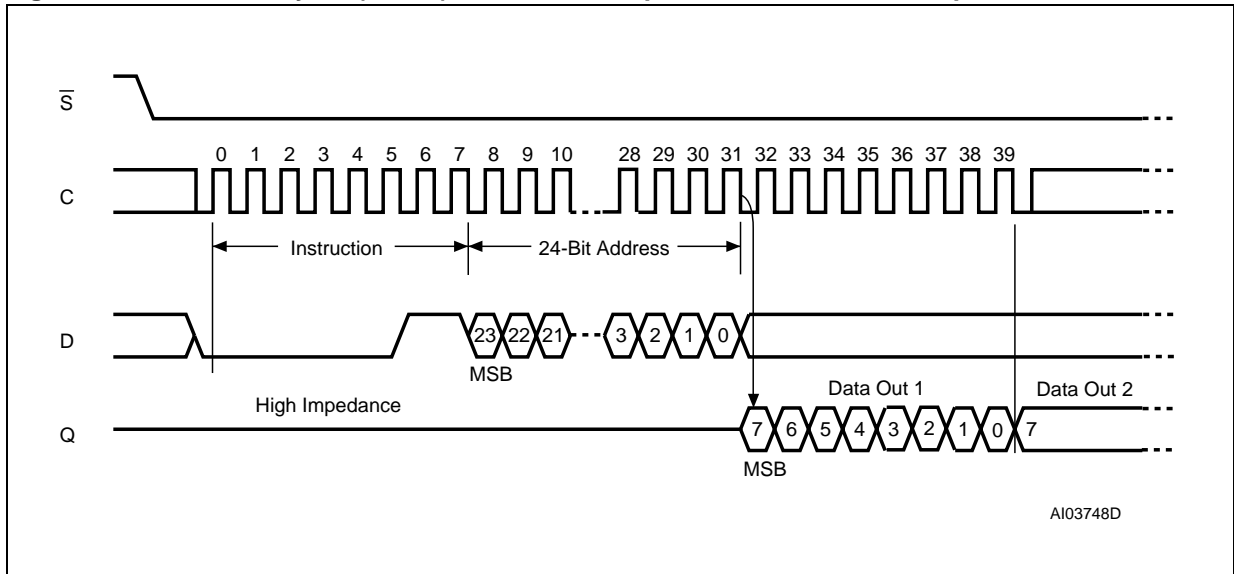 S
0 1 2 3 4 5 6 7 8 9 10 28 29 30 31 32 33 34 35 36 37 38 39
C
Instruction 24-Bit Address
D
23 22 21 3 2 1 0
MSB
High Impedance
Data Out 1 Data Out 2
Q
7 6 5 4 3 2 1 0 7
MSB
AI03748D